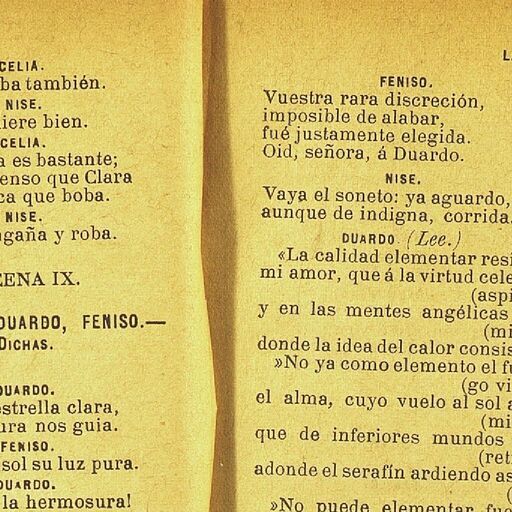 CELIA.
ba también.
NISE.
iere bien.
CELIA.
a es bastante;
enso que Clara
ca que boba.
NISE.
gaña y roba.
ENA IX.
DUARDO, FENISO.—
DICHAS.
DUARDO.
estrella clara,
ura nos guia.
FENISO.
sol su luz pura.
DUARDO.
la hermosura!
L
FENISO.
Vuestra rara discreción,
imposible de alabar,
fué justamente elegida.
Oid, señora, á Duardo.
NISE.
Vaya el soneto: ya aguardo,
aunque de indigna, corrida.
DUARDO (Lee.)
«La calidad elementar resi
mi amor, que á la virtud cele
(aspi
y en las mentes angélicas
(mi
donde la idea del calor consis
»No ya como elemento el fu
(go vi
el alma, cuyo vuelo al sol a
(mi
que de inferiores mundos
(ret
adonde el serafín ardiendo as
(
»No puede elementar fue